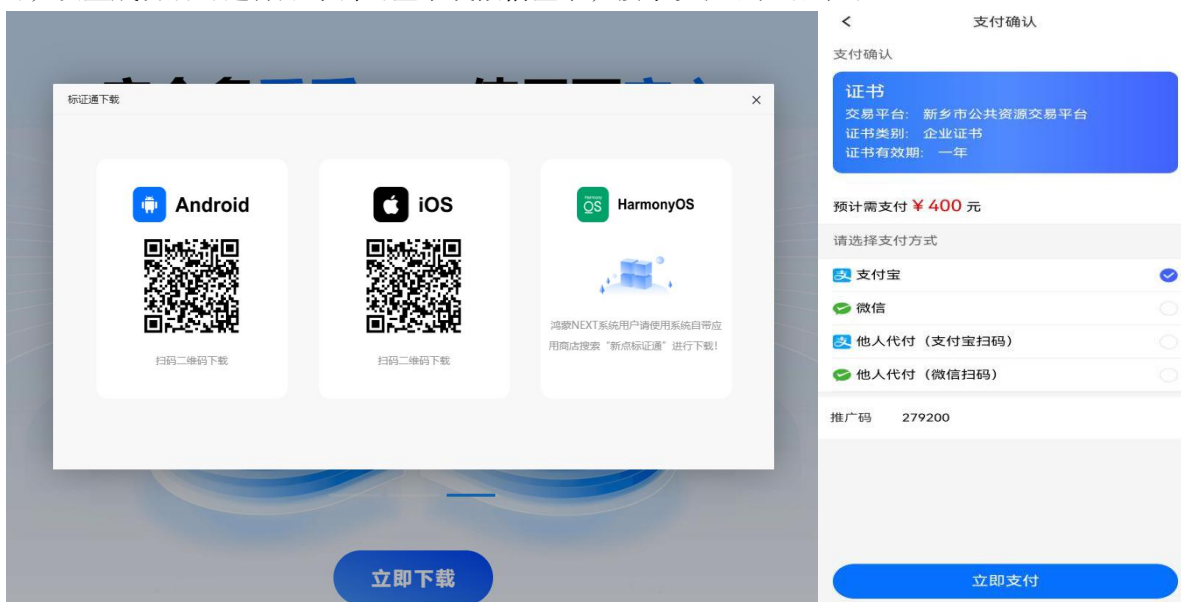 标证通下载
Android
扫码二维码下载
iOS
扫码二维码下载
HarmonyOS
HarmonyOS
鸿蒙NEXT系统用户请使用系统自带应
用商店搜索“新点标证通”进行下载！
立即下载
支付确认
支付确认
证书
交易平台： 新乡市公共资源交易平台
证书类别： 企业证书
证书有效期： 一年
预计需支付 ¥ 400 元
请选择支付方式
支付宝
微信
他人代付（支付宝扫码）
他人代付（微信扫码）
推广码 279200
立即支付